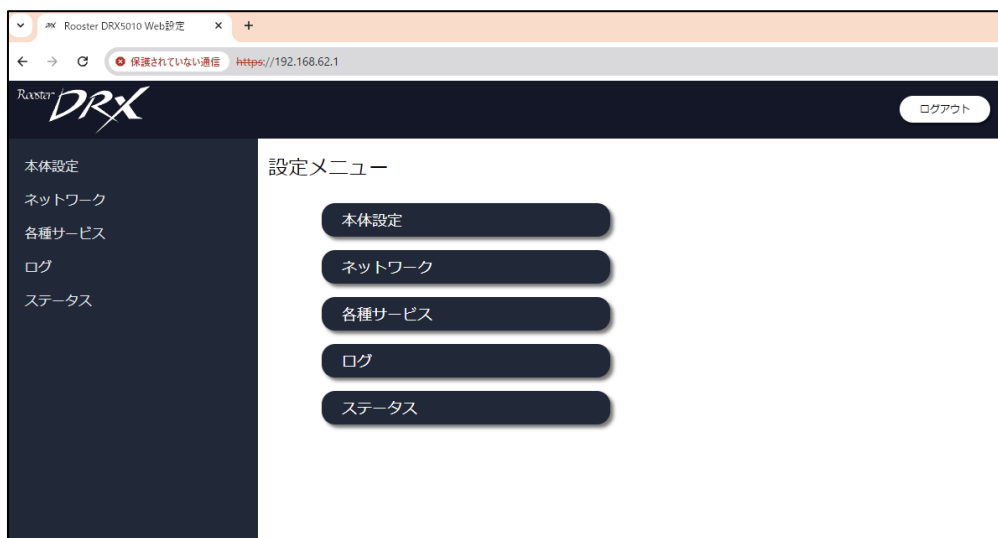 Rooster DRX5010 Web設定
保護されていない通信 https://192.168.62.1
Rooster DRX
ログアウト
本体設定
ネットワーク
各種サービス
ログ
ステータス
設定メニュー
本体設定
ネットワーク
各種サービス
ログ
ステータス